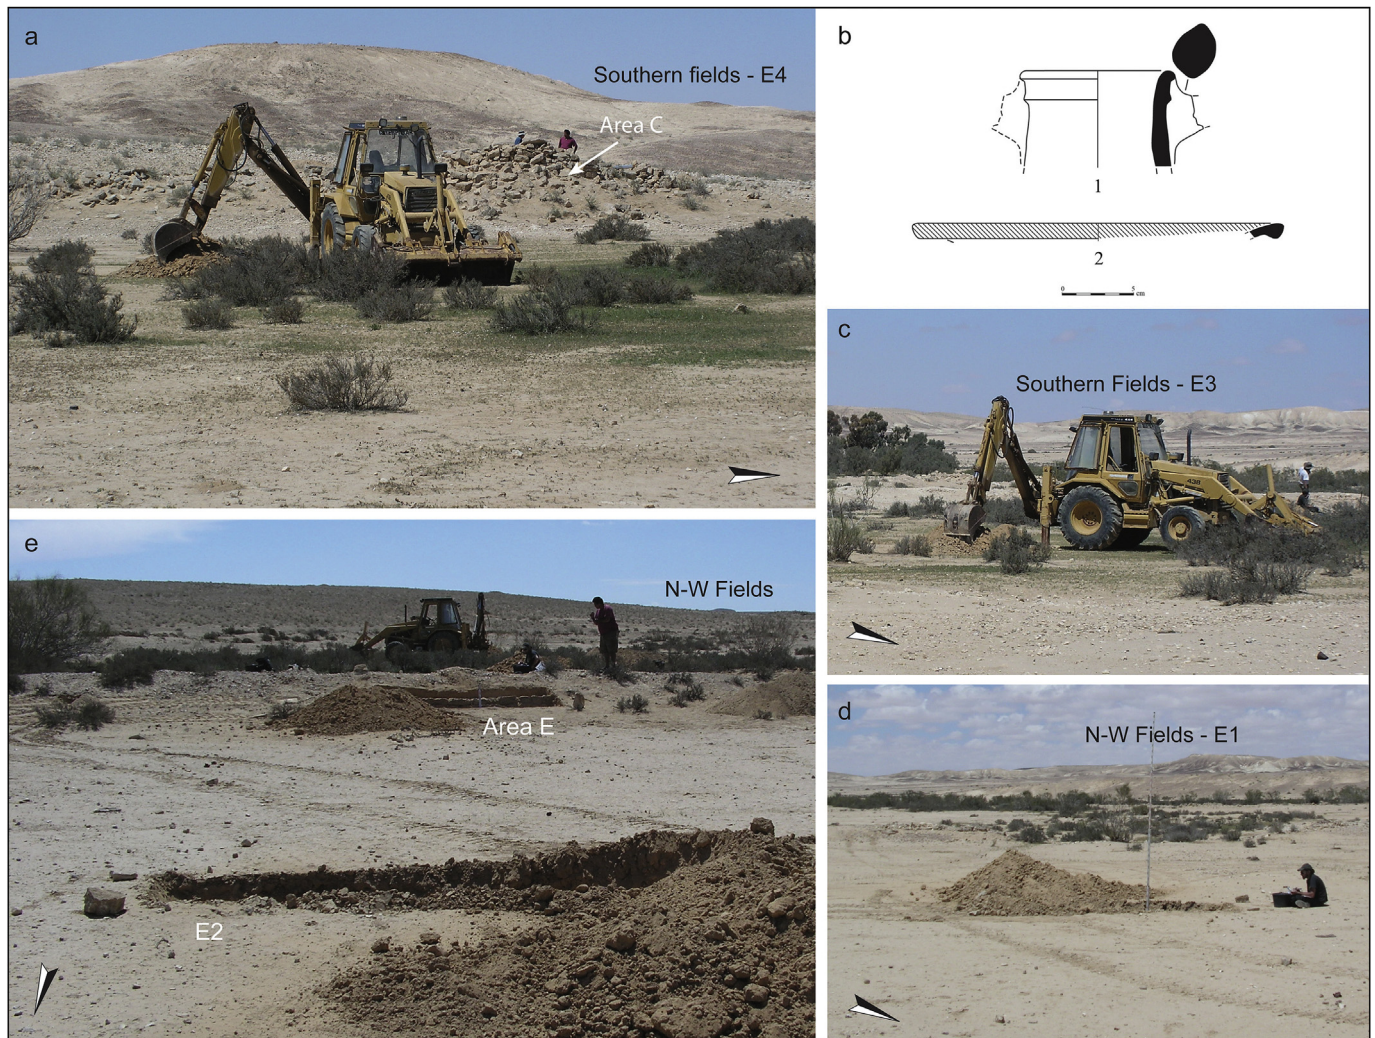 a
Southern fields - E4
Area C
b
1
2
0 5 cm
c
Southern Fields - E3
438
d
N-W Fields - E1
e
N-W Fields
Area E
E2